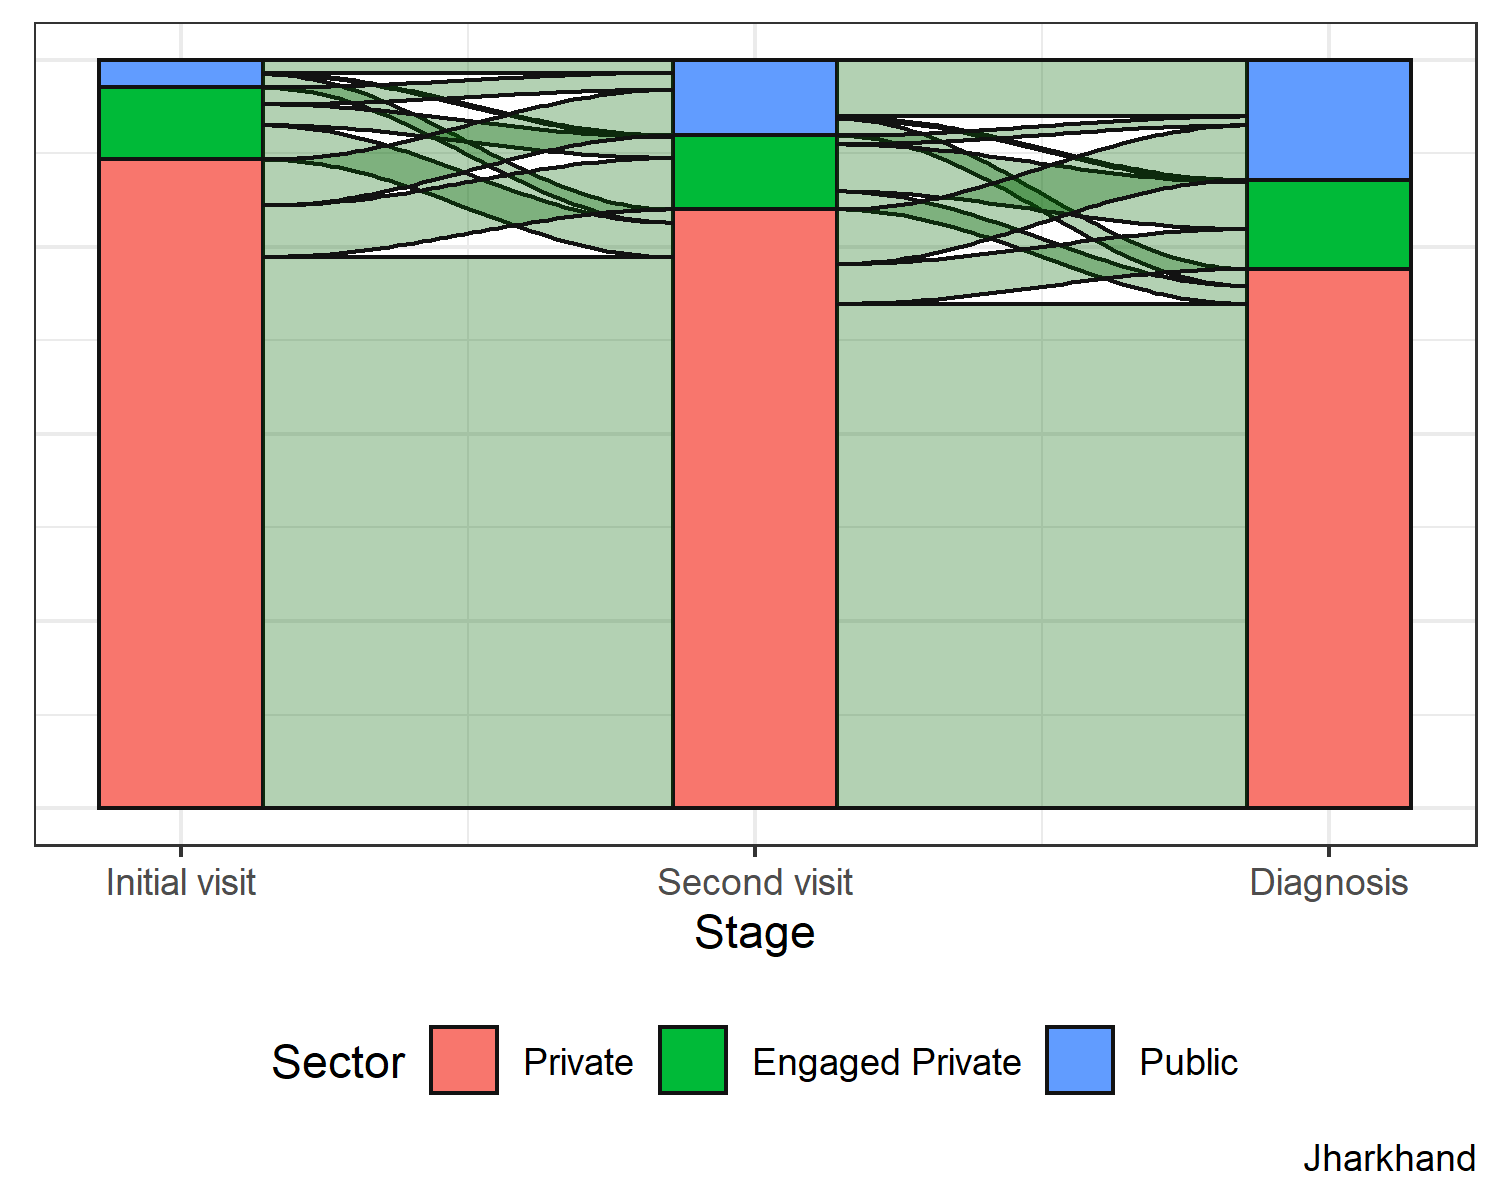 Initial visit Second visit Diagnosis
Stage
Sector Private Engaged Private Public
Jharkhand